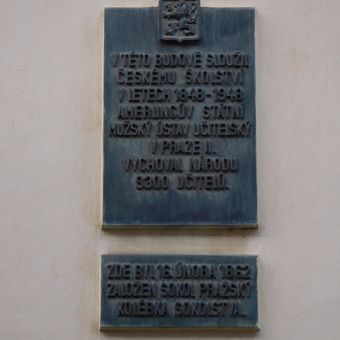 V TÉTO BUDOVĚ SLOUŽIL
ČESKÉMU ŠKOLSTVÍ
V LETECH 1848-1948
AMERLINGŮV STÁTNÍ
MUŽSKÝ ÚSTAV UČITELSKÝ
V PRAZE II.
VYCHOVAL NÁRODU
9300 UČITELŮ.
ZDE BYL 16. ÚNORA 1862
ZALOŽEN SOKOL PRAŽSKÝ
KOLÉBKA SOKOLSTVA.